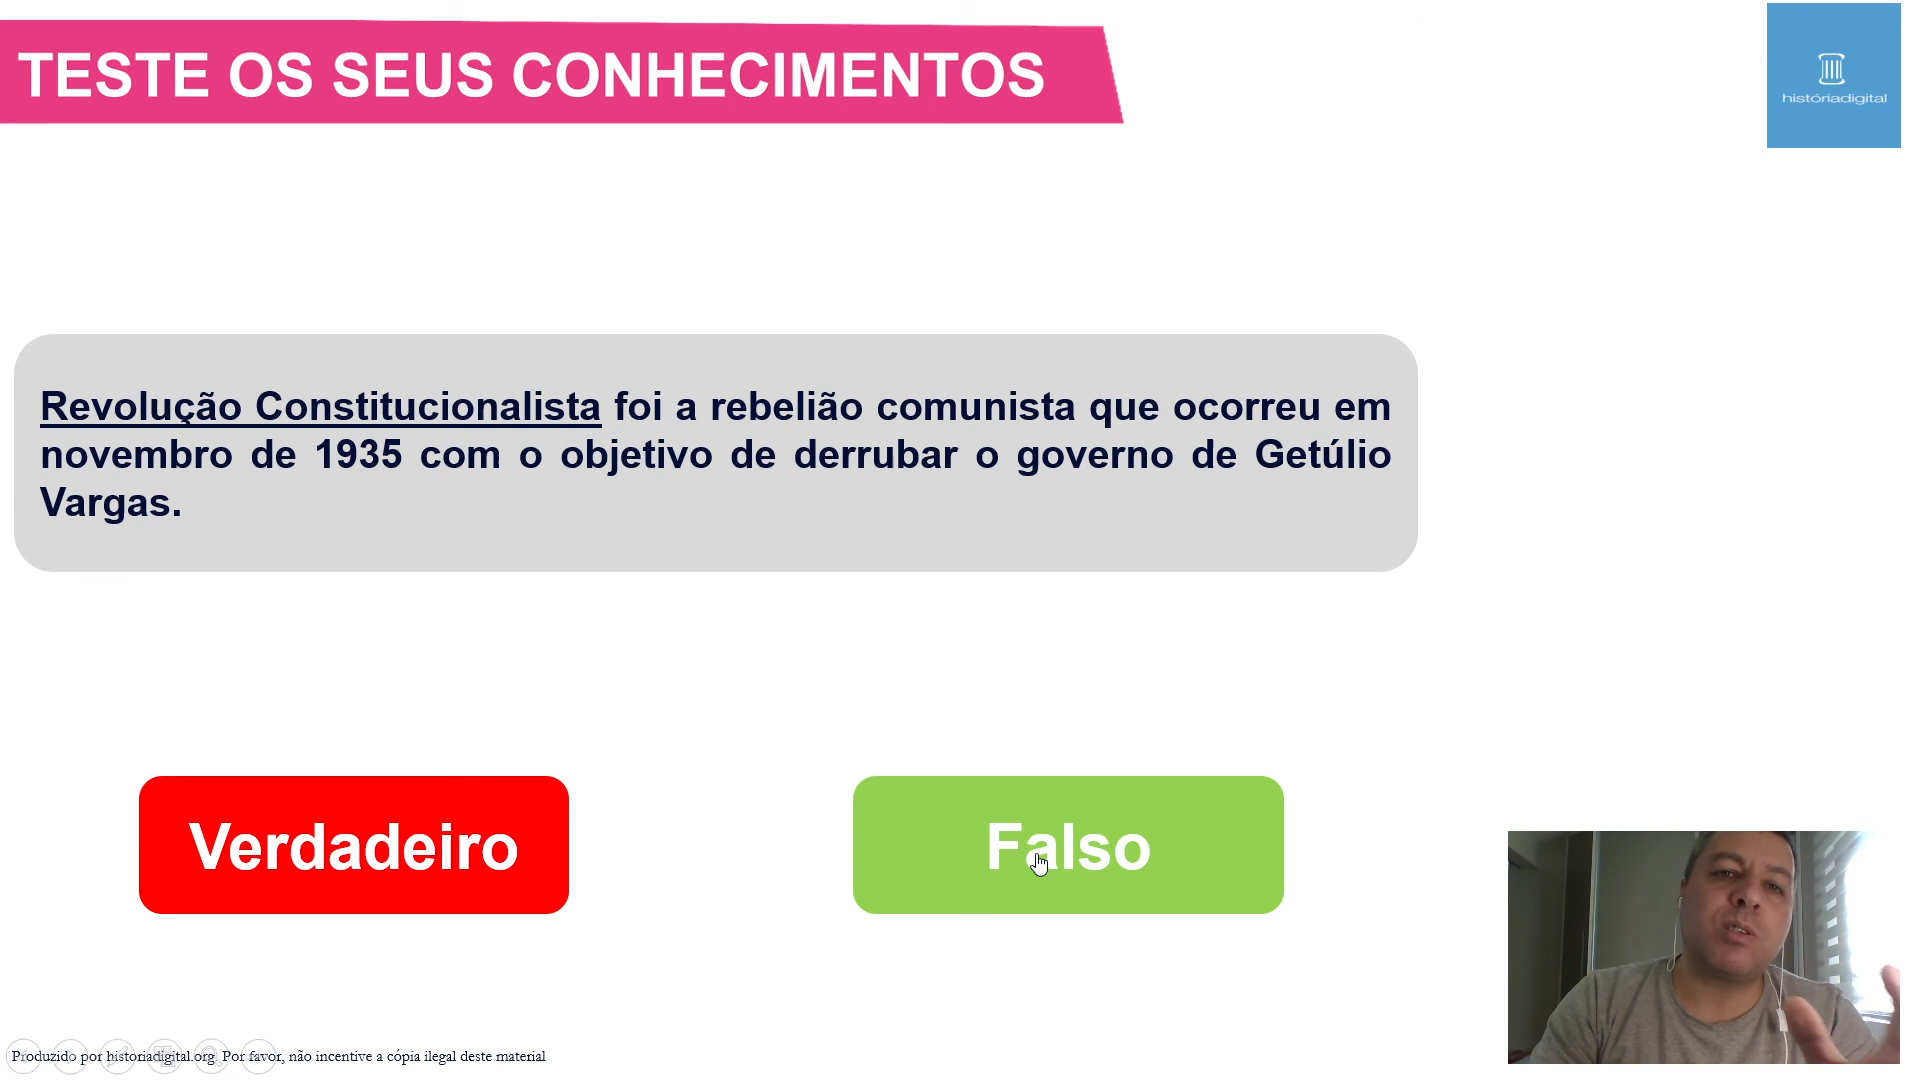 TESTE OS SEUS CONHECIMENTOS
históriadigital
Revolução Constitucionalista foi a rebelião comunista que ocorreu em
novembro de 1935 com o objetivo de derrubar o governo de Getúlio
Vargas.
Verdadeiro
Falso
Produzido por historiadigital.org. Por favor, não incentive a cópia ilegal deste material